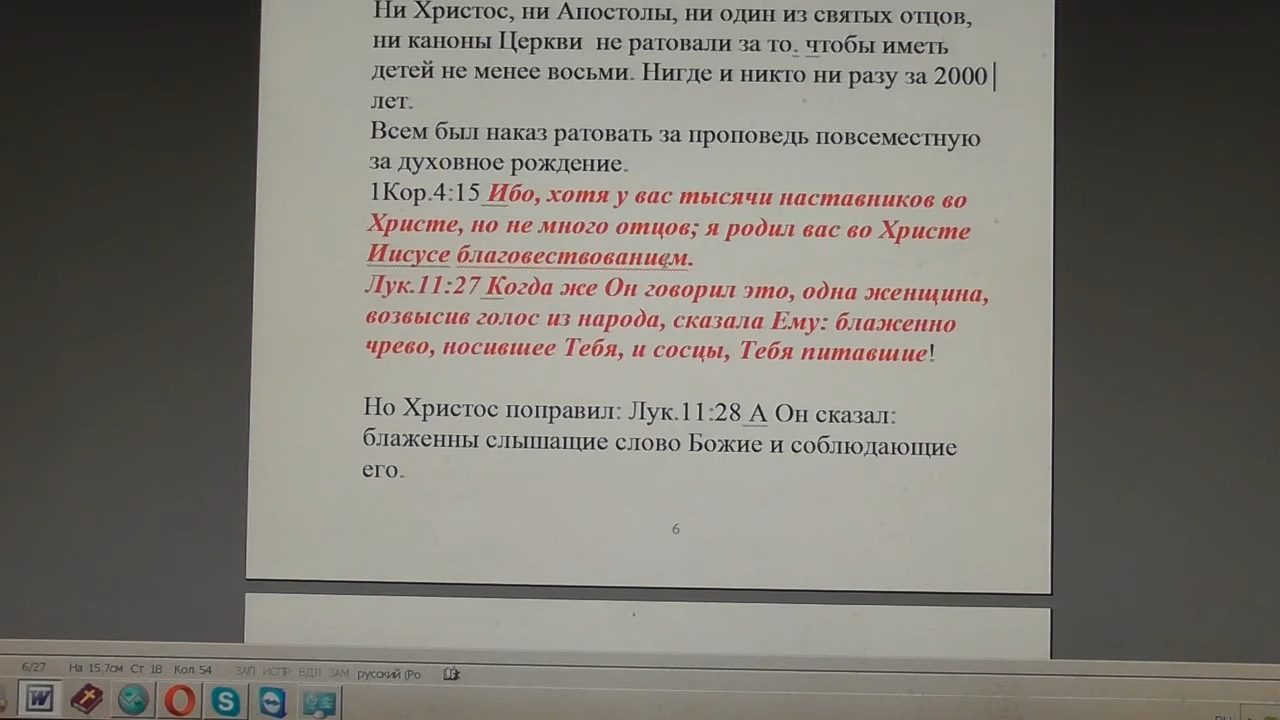 Ни Христос, ни Апостолы, ни один из святых отцов,
ни каноны Церкви не ратовали за то. чтобы иметь
детей не менее восьми. Нигде и никто ни разу за 2000
лет.
Всем был наказ ратовать за проповедь повсеместную
за духовное рождение.
1Кор.4:15 Ибо, хотя у вас тысячи наставников во
Христе, но не много отцов; я родил вас во Христе
Иисусе благовествованием.
Лук.11:27 Когда же Он говорил это, одна женщина,
возвысив голос из народа, сказала Ему: блаженно
чрево, носившее Тебя, и сосцы, Тебя питавшие!
Но Христос поправил: Лук.11:28 А Он сказал:
блаженны слышащие слово Божие и соблюдающие
его.
6
6/27 На 15,7см Ст 18 Кол 54 ЗАП ИСПР ВДЛ ЗАМ русский (Ро